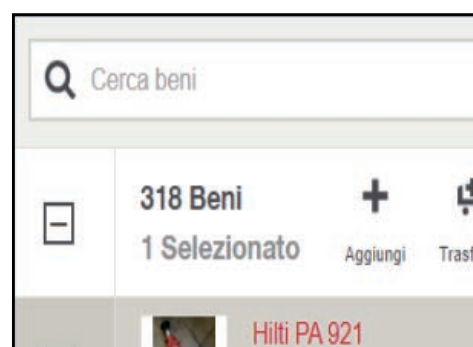 Cerca beni
318 Beni
1 Selezionato
Aggiungi
Hilti PA 921